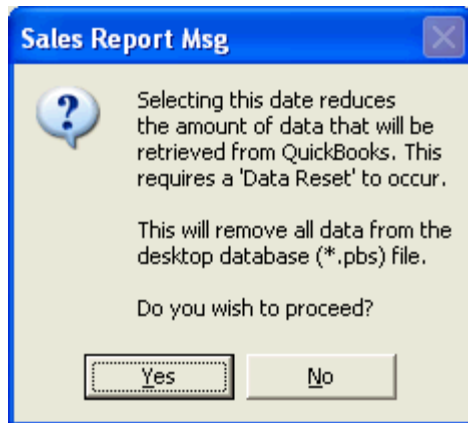 Sales Report Msg
Selecting this date reduces
the amount of data that will be
retrieved from QuickBooks. This
requires a 'Data Reset' to occur.
This will remove all data from the
desktop database (*.pbs) file.
Do you wish to proceed?
Yes
No